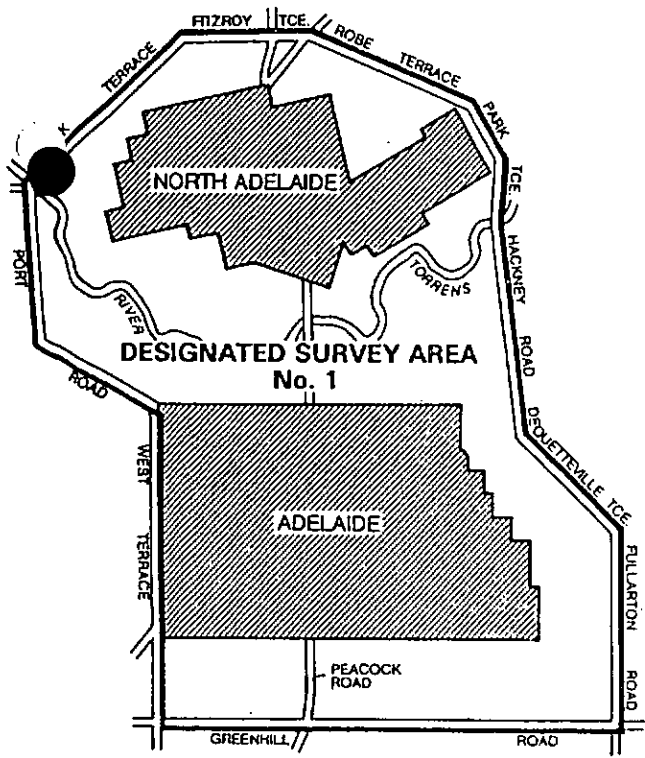 FITZROY TCE.
ROBE TERRACE
K TERRACE
PARK TCE.
NORTH ADELAIDE
PORT ROAD
HACKNEY ROAD
RIVER TORRENS
DESIGNATED SURVEY AREA
No. 1
DEQUETTEVILLE TCE.
WEST TERRACE
ADELAIDE
FULLARTON ROAD
PEACOCK
ROAD
GREENHILL ROAD